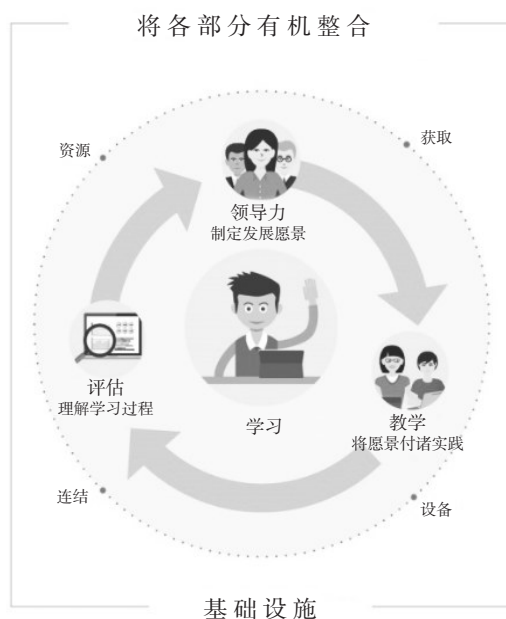 将各部分有机整合
资源
获取
领导力
制定发展愿景
评估
理解学习过程
学习
教学
将愿景付诸实践
连结
设备
基础设施